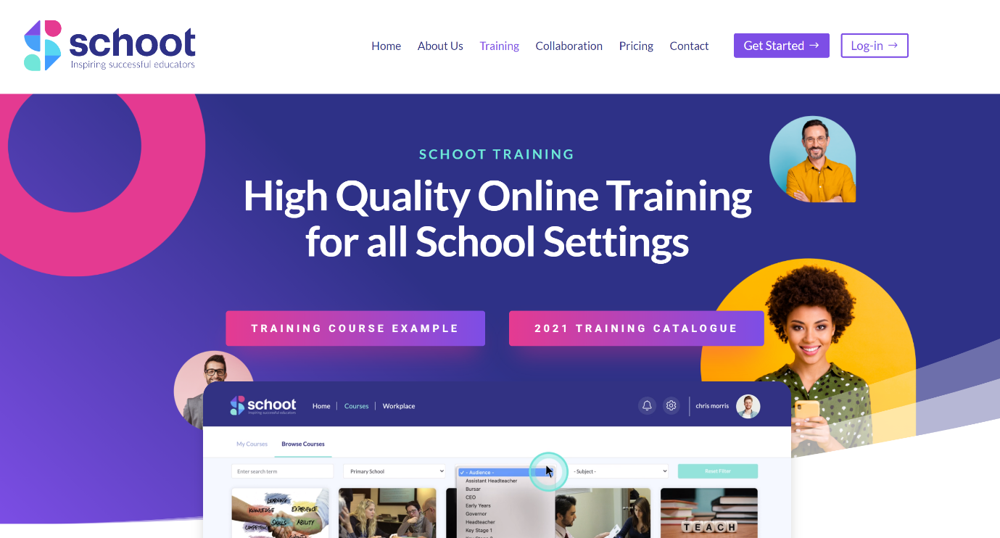 schoot
Inspiring successful educators
Home About Us Training Collaboration Pricing Contact Get Started → Log-in →
SCHOOT TRAINING
High Quality Online Training
for all School Settings
TRAINING COURSE EXAMPLE 2021 TRAINING CATALOGUE
schoot
Inspiring successful educators
Home | Courses | Workplace
chris morris
My Courses Browse Courses
Enter search term Primary School ✓ - Audience - - Subject - Reset Filter
Assistant Headteacher
Bursar
CEO
Early Years
Governor
Headteacher
Key Stage 1
LEARNING
KNOWLEDGE EXPERIENCE
COMPETENCE SKILLS ABILITY
GROWTH
TEACH